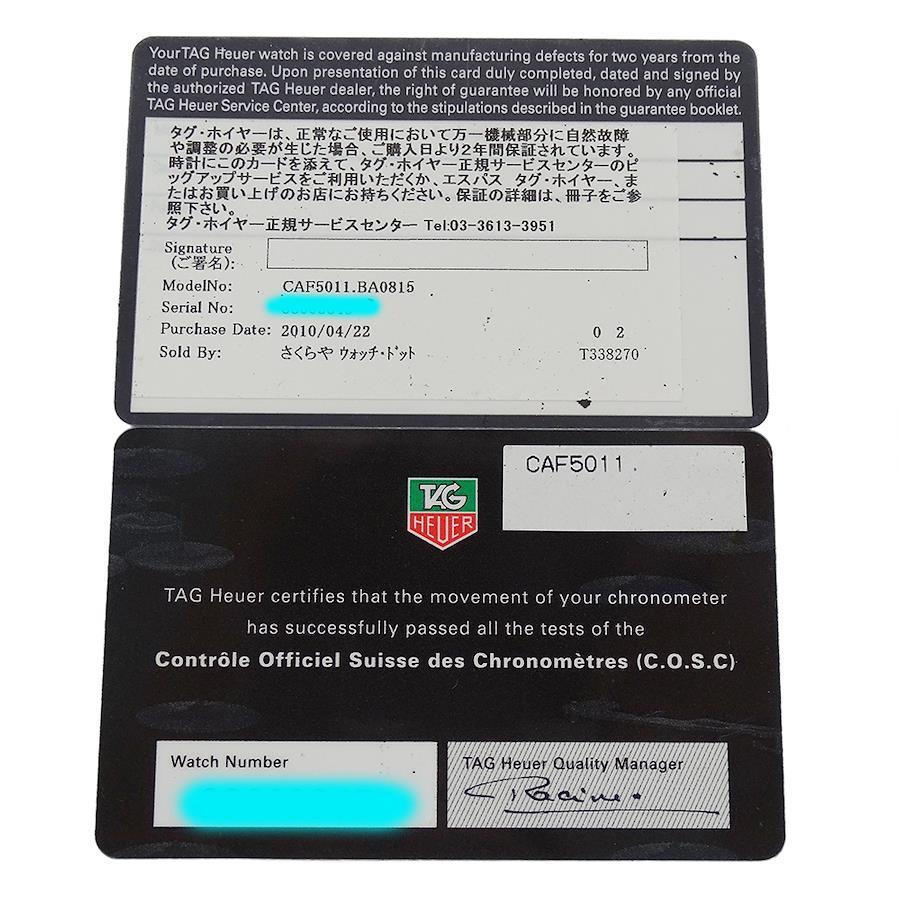 Your TAG Heuer watch is covered against manufacturing defects for two years from the
date of purchase. Upon presentation of this card duly completed, dated and signed by
the authorized TAG Heuer dealer, the right of guarantee will be honored by any official
TAG Heuer Service Center, according to the stipulations described in the guarantee booklet.
タグ・ホイヤーは、正常なご使用において万一機械部分に自然故障
や調整の必要が生じた場合、ご購入日より2年間保証されています。
時計にこのカードを添えて、タグ・ホイヤー正規サービスセンターのピ
ックアップサービスをご利用いただくか、エスパス タグ・ホイヤー、ま
たはお買い上げのお店にお持ちください。保証の詳細は、冊子をご参
照下さい。
タグ・ホイヤー正規サービスセンター Tel:03-3613-3951
Signature
(ご署名):
ModelNo: CAF5011.BA0815
Serial No:
Purchase Date: 2010/04/22 0 2
Sold By: さくらや ウォッチ・ドット T338270
CAF5011.
TAG
HEUER
TAG Heuer certifies that the movement of your chronometer
has successfully passed all the tests of the
Contrôle Officiel Suisse des Chronomètres (C.O.S.C)
Watch Number
TAG Heuer Quality Manager
Racine